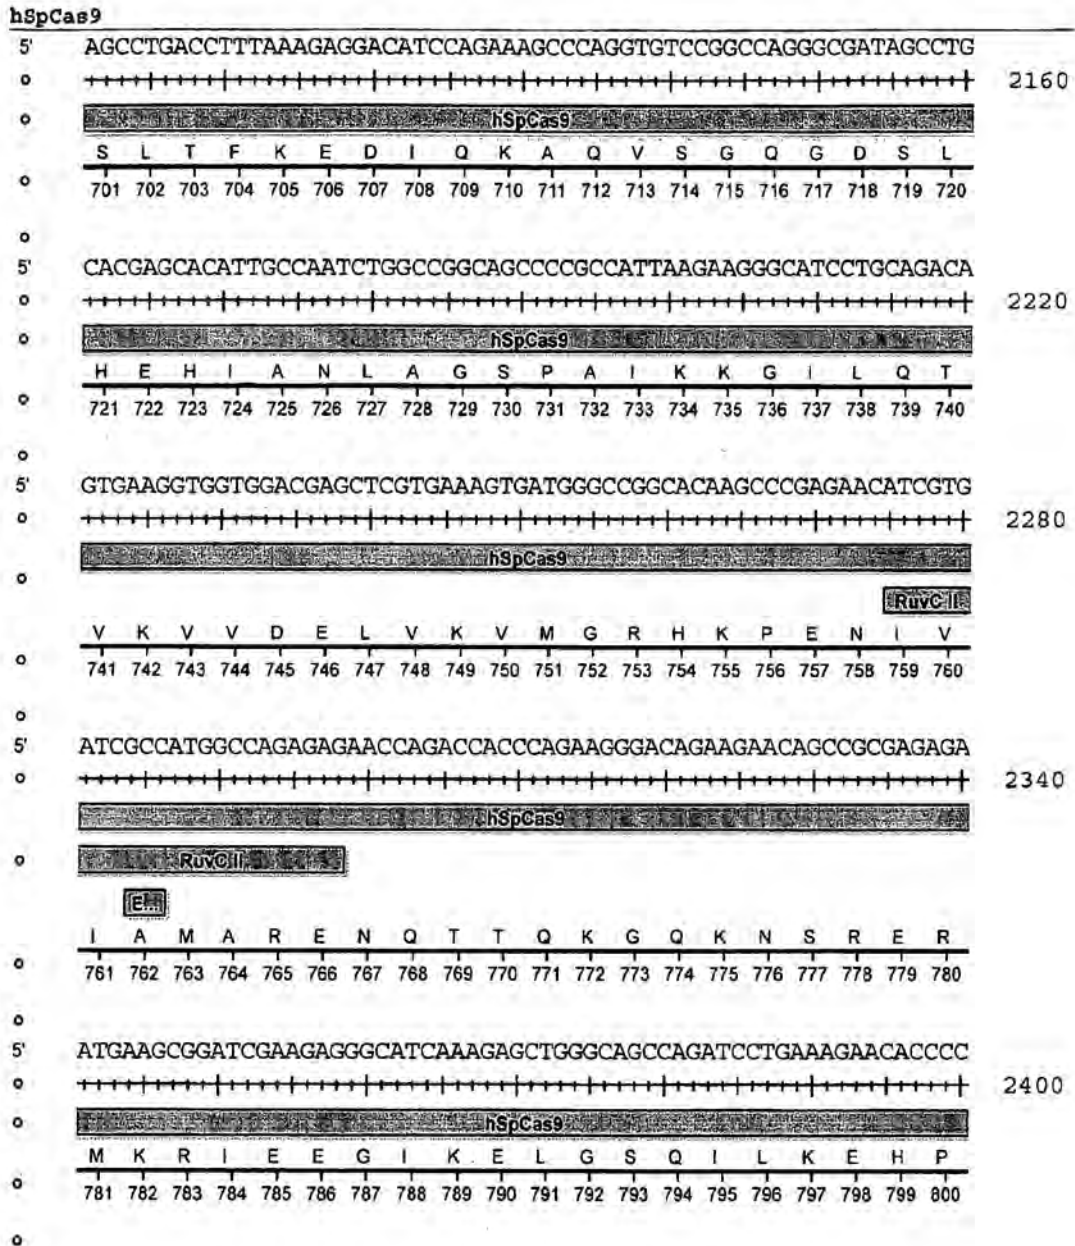 hSpCas9
5' AGCCTGACCTTTAAAGAGGACATCCAGAAAGCCCAGGTGTCCGGCCAGGGCGATAGCCTG
2160
hSpCas9
S L T F K E D I Q K A Q V S G Q G D S L
701 702 703 704 705 706 707 708 709 710 711 712 713 714 715 716 717 718 719 720
5' CACGAGCACATTGCCAATCTGGCCGGCAGCCCCGCCATTAAGAAGGGCATCCTGCAGACA
2220
hSpCas9
H E H I A N L A G S P A I K K G I L Q T
721 722 723 724 725 726 727 728 729 730 731 732 733 734 735 736 737 738 739 740
5' GTGAAGGTGGTGGACGAGCTCGTGAAAGTGATGGGCCGGCACAAGCCCGAGAACATCGTG
2280
hSpCas9
RuvC II
V K V V D E L V K V M G R H K P E N I V
741 742 743 744 745 746 747 748 749 750 751 752 753 754 755 756 757 758 759 760
5' ATCGCCATGGCCAGAGAGAACCAGACCACCCAGAAGGGACAGAAGAACAGCCGCGAGAGA
2340
hSpCas9
RuvC II
E...
I A M A R E N Q T T Q K G Q K N S R E R
761 762 763 764 765 766 767 768 769 770 771 772 773 774 775 776 777 778 779 780
5' ATGAAGCGGATCGAAGAGGGCATCAAAGAGCTGGGCAGCCAGATCCTGAAAGAACACCCC
2400
hSpCas9
M K R I E E G I K E L G S Q I L K E H P
781 782 783 784 785 786 787 788 789 790 791 792 793 794 795 796 797 798 799 800